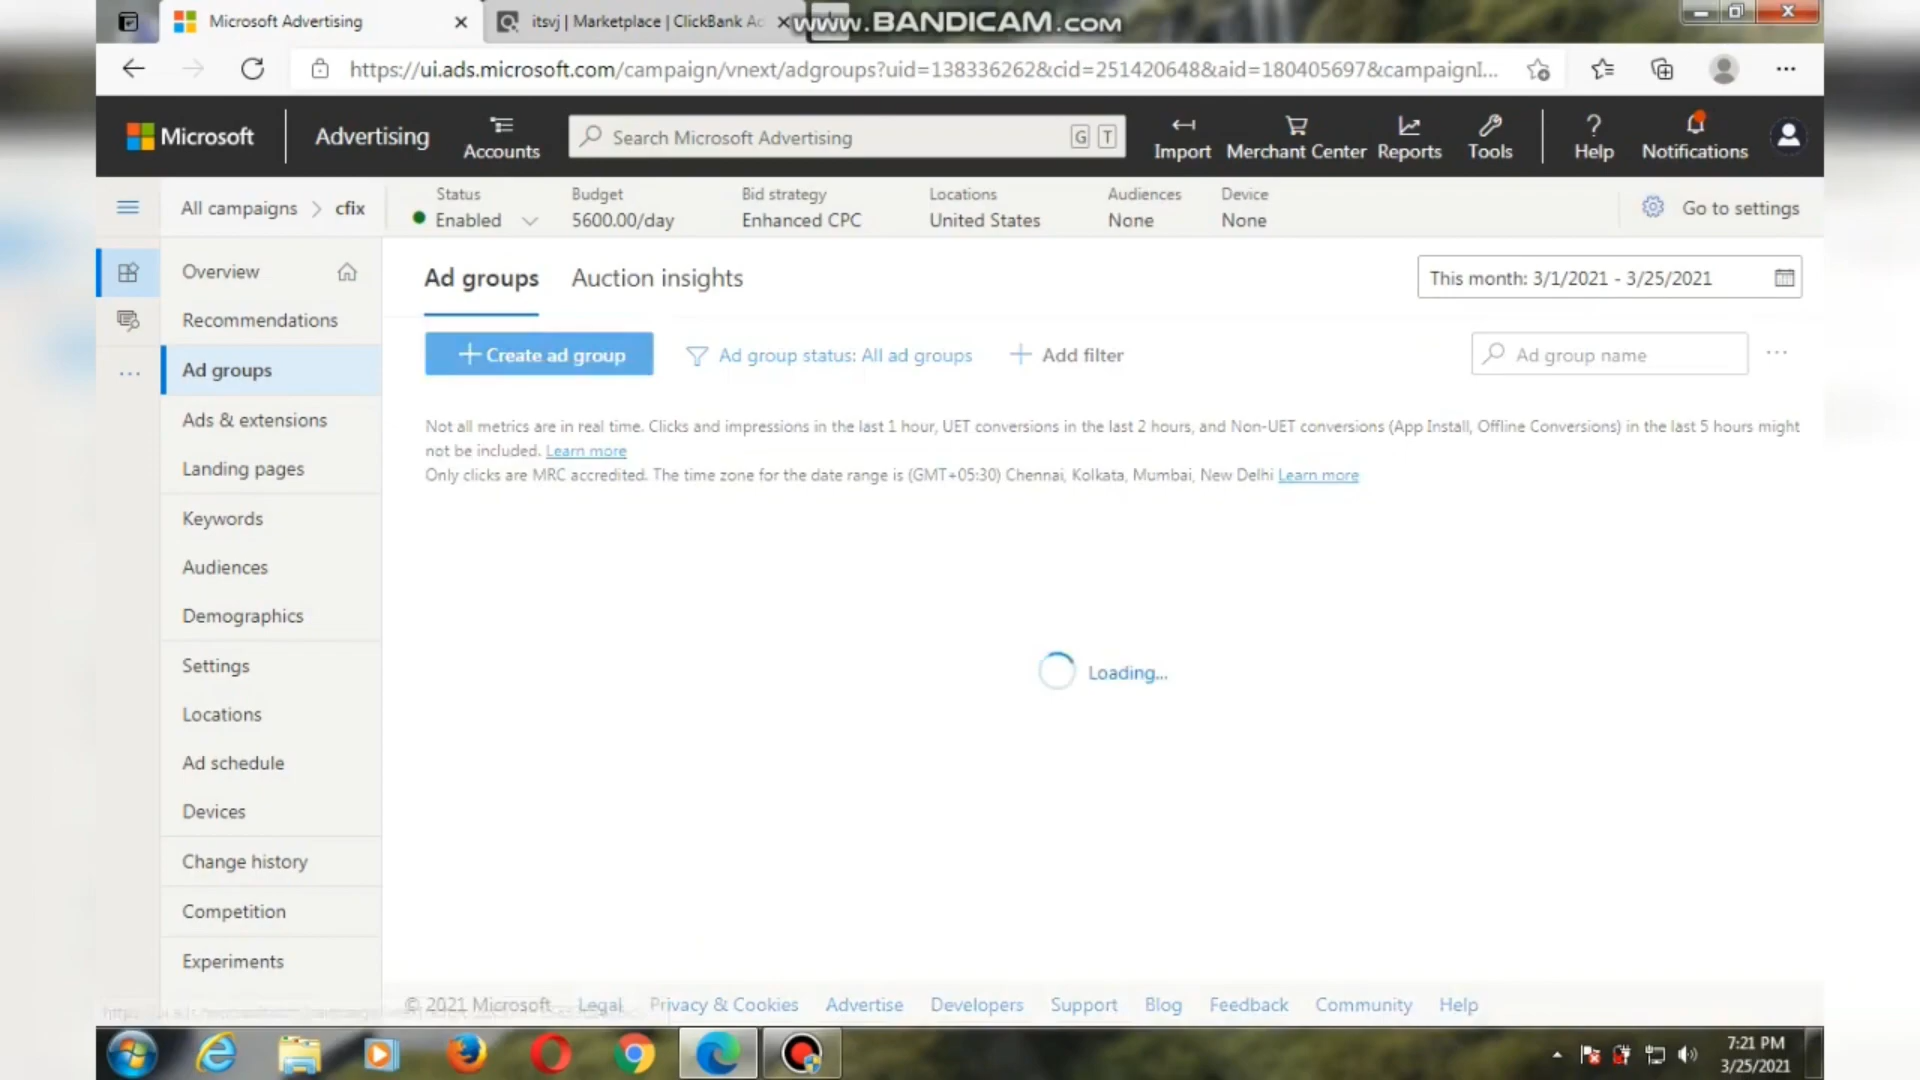 Microsoft Advertising
itsvj | Marketplace | ClickBank Ac
www.BANDICAM.com
https://ui.ads.microsoft.com/campaign/vnext/adgroups?uid=138336262&cid=251420648&aid=180405697&campaignI...
Microsoft
Advertising
Accounts
Search Microsoft Advertising
G T
Import
Merchant Center
Reports
Tools
Help
Notifications
All campaigns > cfix
Status
Enabled
Budget
5600.00/day
Bid strategy
Enhanced CPC
Locations
United States
Audiences
None
Device
None
Go to settings
Overview
Recommendations
Ad groups
Ads & extensions
Landing pages
Keywords
Audiences
Demographics
Settings
Locations
Ad schedule
Devices
Change history
Competition
Experiments
Ad groups
Auction insights
This month: 3/1/2021 - 3/25/2021
Create ad group
Ad group status: All ad groups
Add filter
Ad group name
Not all metrics are in real time. Clicks and impressions in the last 1 hour, UET conversions in the last 2 hours, and Non-UET conversions (App Install, Offline Conversions) in the last 5 hours might
not be included. Learn more
Only clicks are MRC accredited. The time zone for the date range is (GMT+05:30) Chennai, Kolkata, Mumbai, New Delhi Learn more
Loading...
© 2021 Microsoft Legal Privacy & Cookies Advertise Developers Support Blog Feedback Community Help
7:21 PM
3/25/2021